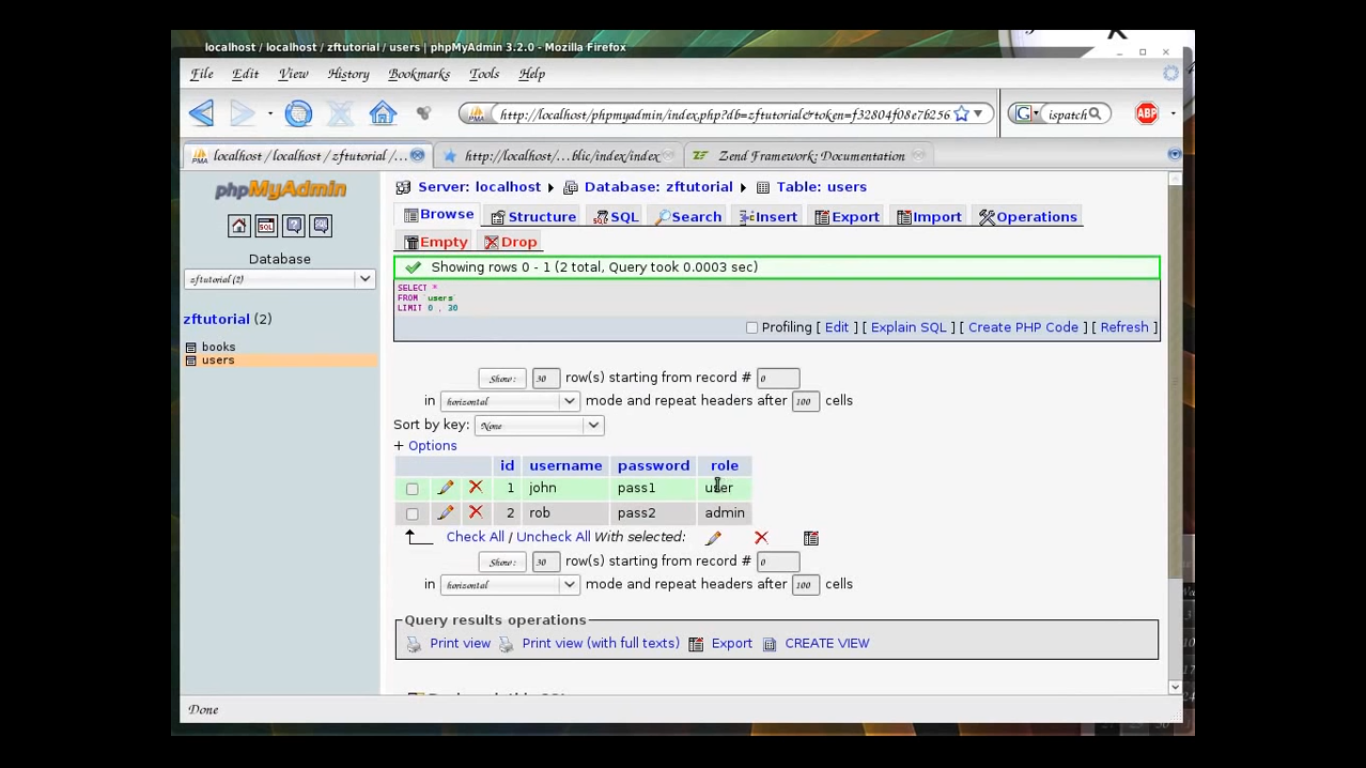 localhost / localhost / zftutorial / users | phpMyAdmin 3.2.0 - Mozilla Firefox
File Edit View History Bookmarks Tools Help
http://localhost/phpmyadmin/index.php?db=zftutorial&token=f32804f08e7b256 G ispatch ABP
PMA localhost / localhost / zftutorial / ... http://localhost/...blic/index/index ZF Zend Framework: Documentation
phpMyAdmin
Server: localhost Database: zftutorial Table: users
Browse Structure SQL Search Insert Export Import Operations
SQL
Empty Drop
Database
zftutorial (2)
Showing rows 0 - 1 (2 total, Query took 0.0003 sec)
SELECT *
FROM `users`
LIMIT 0 , 30
zftutorial (2)
Profiling [ Edit ] [ Explain SQL ] [ Create PHP Code ] [ Refresh ]
books
users
Show : 30 row(s) starting from record # 0
in horizontal mode and repeat headers after 100 cells
Sort by key: None
+ Options
id username password role
1 john pass1 user
2 rob pass2 admin
Check All / Uncheck All With selected:
Show : 30 row(s) starting from record # 0
in horizontal mode and repeat headers after 100 cells
Query results operations
Print view Print view (with full texts) Export CREATE VIEW
Done